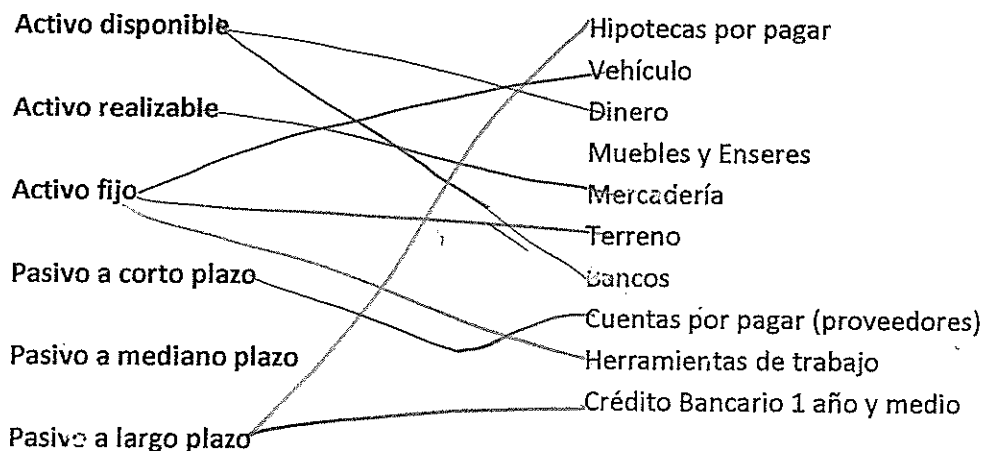 Activo disponible
Hipotecas por pagar
Vehículo
Activo realizable
Dinero
Muebles y Enseres
Activo fijo
Mercadería
Terreno
Pasivo a corto plazo
Bancos
Cuentas por pagar (proveedores)
Pasivo a mediano plazo
Herramientas de trabajo
Crédito Bancario 1 año y medio
Pasivo a largo plazo